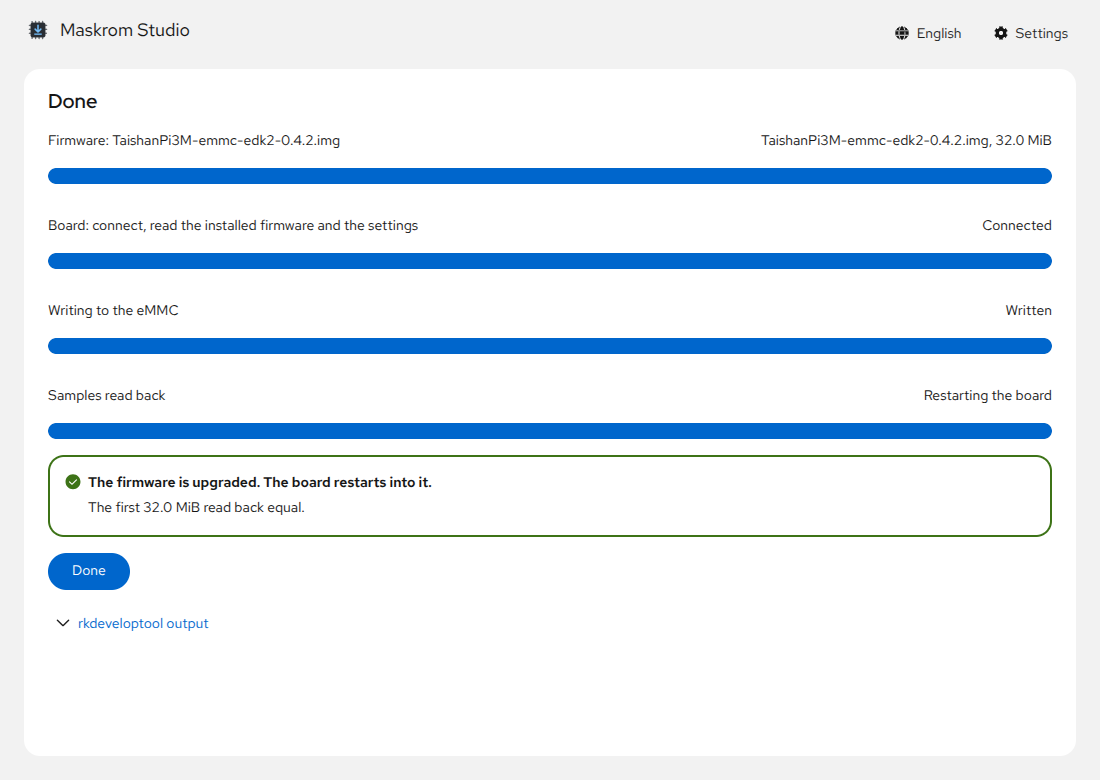 Maskrom Studio
English
Settings
Done
Firmware: TaishanPi3M-emmc-edk2-0.4.2.img
TaishanPi3M-emmc-edk2-0.4.2.img, 32.0 MiB
Board: connect, read the installed firmware and the settings
Connected
Writing to the eMMC
Written
Samples read back
Restarting the board
The firmware is upgraded. The board restarts into it.
The first 32.0 MiB read back equal.
Done
rkdeveloptool output